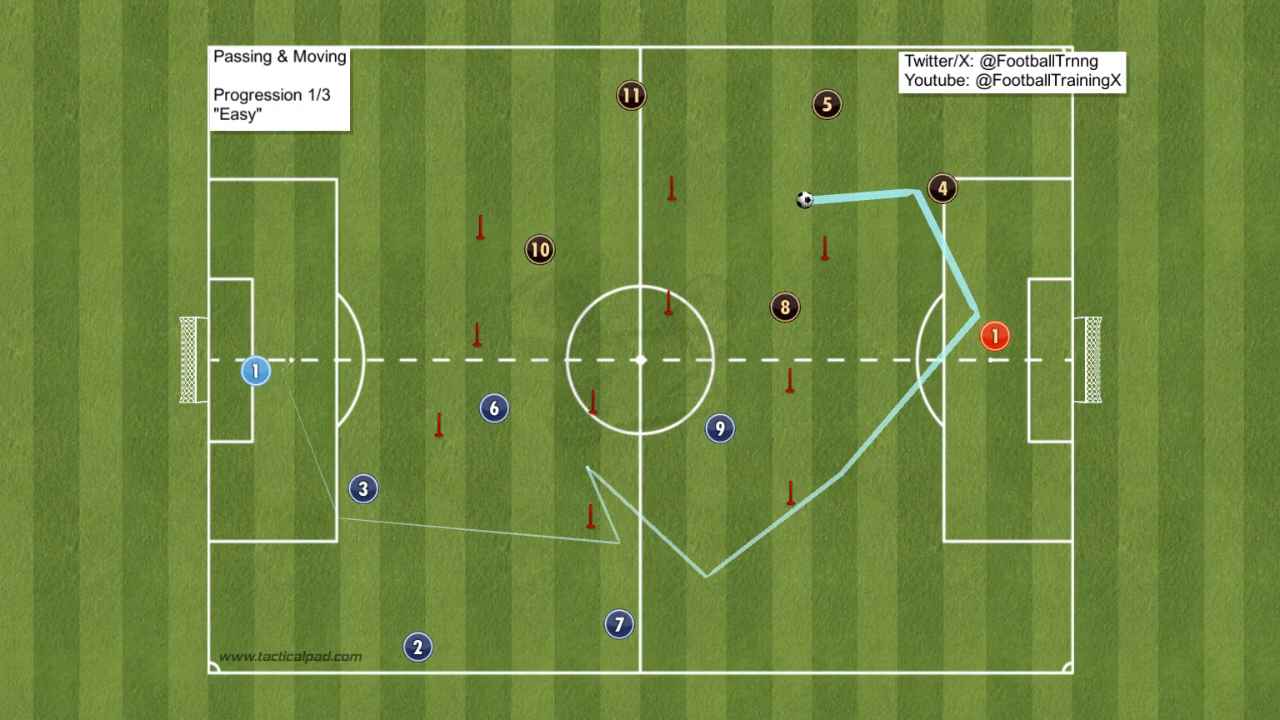 Passing & Moving
Progression 1/3
"Easy"
Twitter/X: @FootballTrnng
Youtube: @FootballTrainingX
11
5
4
10
8
1
1
6
9
3
7
2
www.tacticalpad.com